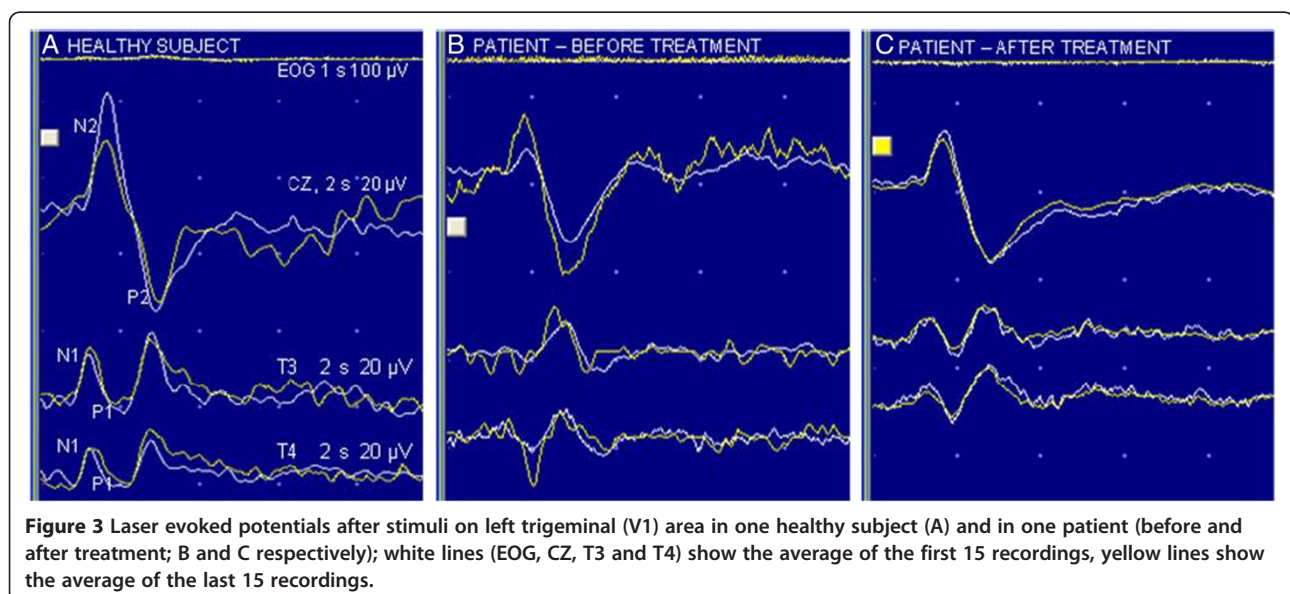 A HEALTHY SUBJECT
EOG 1 s 100 µV
N2
CZ, 2 s 20 µV
P2
N1
T3 2 s 20 µV
P1
N1
T4 2 s 20 µV
P1
B PATIENT – BEFORE TREATMENT
C PATIENT – AFTER TREATMENT
Figure 3 Laser evoked potentials after stimuli on left trigeminal (V1) area in one healthy subject (A) and in one patient (before and
after treatment; B and C respectively); white lines (EOG, CZ, T3 and T4) show the average of the first 15 recordings, yellow lines show
the average of the last 15 recordings.